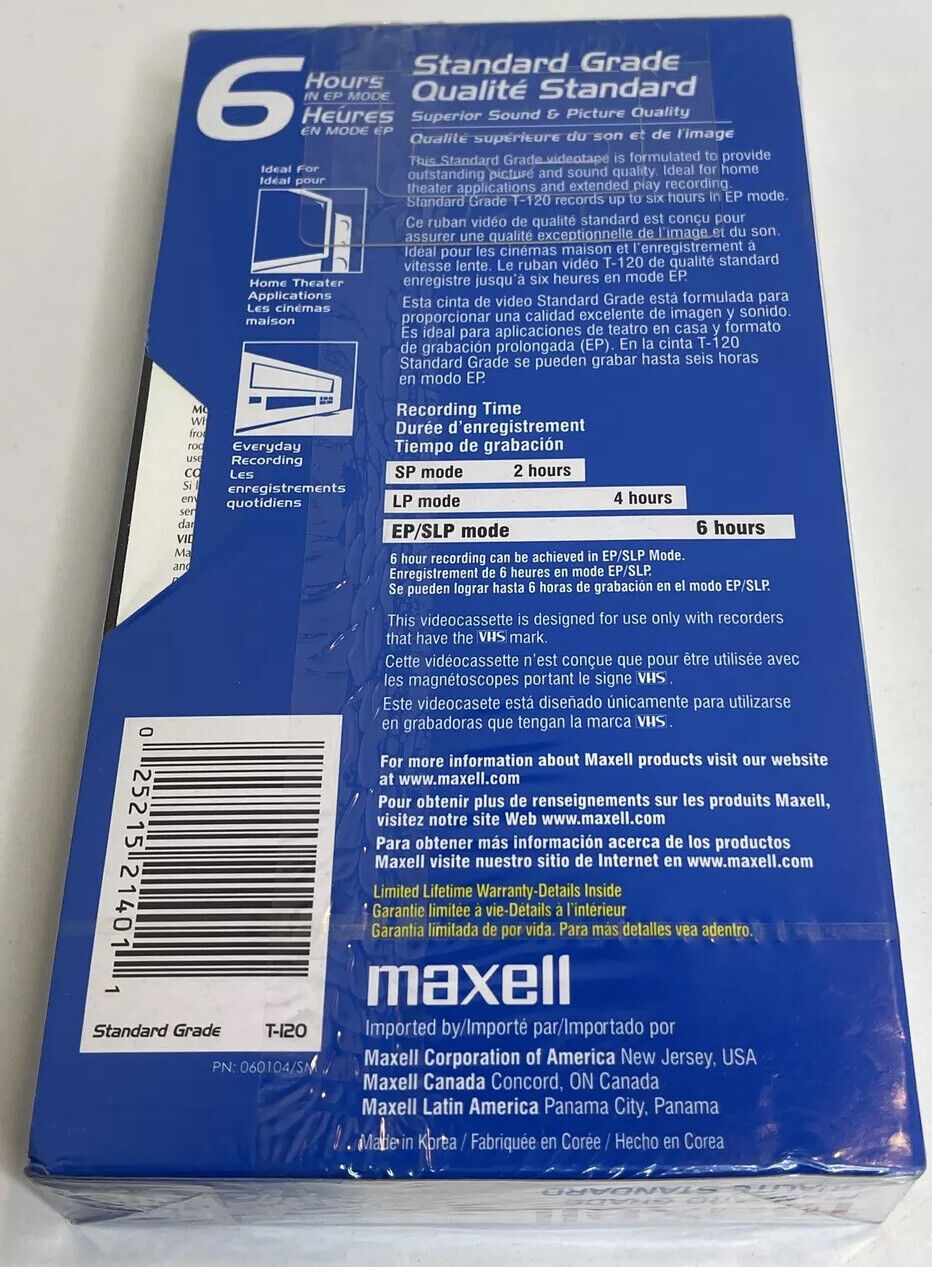 6
Hours
IN EP MODE
Heures
EN MODE EP
Standard Grade
Qualité Standard
Superior Sound & Picture Quality
Qualité supérieure du son et de l'image
Ideal For
Idéal pour
Home Theater
Applications
Les cinémas
maison
Everyday
Recording
Les
enregistrements
quotidiens
This Standard Grade videotape is formulated to provide
outstanding picture and sound quality. Ideal for home
theater applications and extended play recording.
Standard Grade T-120 records up to six hours in EP mode.
Ce ruban vidéo de qualité standard est conçu pour
assurer une qualité exceptionnelle de l'image et du son.
Idéal pour les cinémas maison et l'enregistrement à
vitesse lente. Le ruban vidéo T-120 de qualité standard
enregistre jusqu'à six heures en mode EP.
Esta cinta de video Standard Grade está formulada para
proporcionar una calidad excelente de imagen y sonido.
Es ideal para aplicaciones de teatro en casa y formato
de grabación prolongada (EP). En la cinta T-120
Standard Grade se pueden grabar hasta seis horas
en modo EP.
Recording Time
Durée d'enregistrement
Tiempo de grabación
SP mode 2 hours
LP mode 4 hours
EP/SLP mode 6 hours
6 hour recording can be achieved in EP/SLP Mode.
Enregistrement de 6 heures en mode EP/SLP.
Se pueden lograr hasta 6 horas de grabación en el modo EP/SLP.
This videocassette is designed for use only with recorders
that have the VHS mark.
Cette vidéocassette n'est conçue que pour être utilisée avec
les magnétoscopes portant le signe VHS.
Este videocasete está diseñado únicamente para utilizarse
en grabadoras que tengan la marca VHS.
For more information about Maxell products visit our website
at www.maxell.com
Pour obtenir plus de renseignements sur les produits Maxell,
visitez notre site Web www.maxell.com
Para obtener más información acerca de los productos
Maxell visite nuestro sitio de Internet en www.maxell.com
Limited Lifetime Warranty-Details Inside
Garantie limitée à vie-Détails à l'intérieur
Garantía limitada de por vida. Para más detalles vea adentro.
maxell
Imported by/Importé par/Importado por
Maxell Corporation of America New Jersey, USA
Maxell Canada Concord, ON Canada
Maxell Latin America Panama City, Panama
Made in Korea / Fabriquée en Corée / Hecho en Corea
0 25215 21401 1
Standard Grade T-120
PN: 060104/SM
QUALITÉ STANDARD